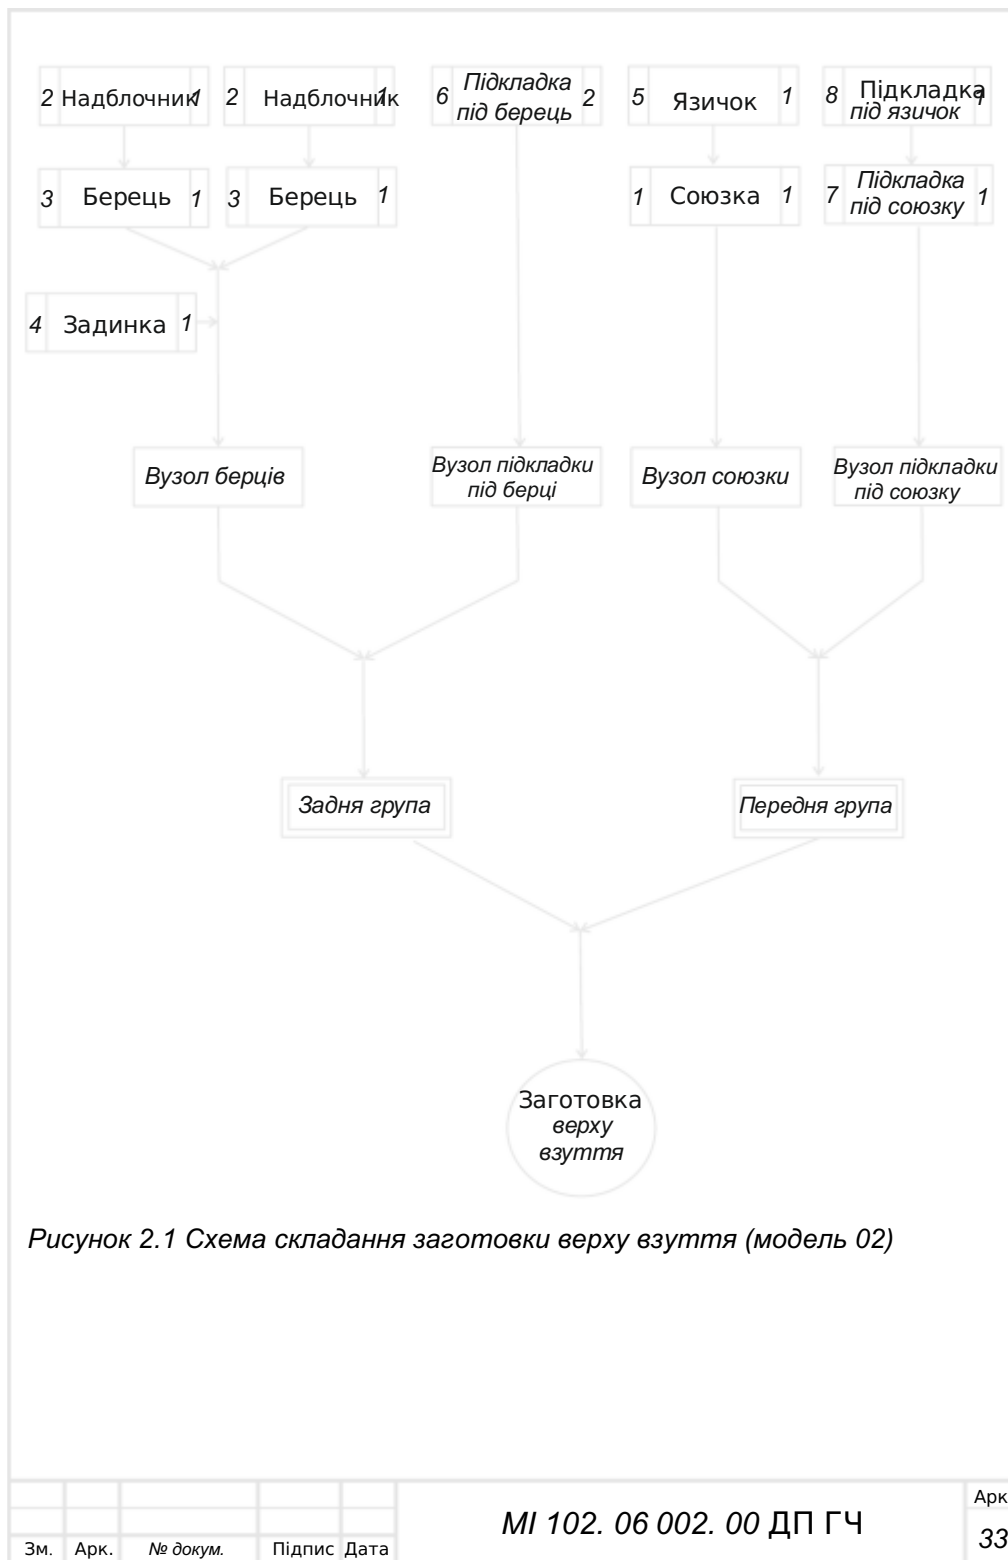 2 Надблочник 1
2 Надблочник 1
6 Підкладка
під берець 2
5 Язичок 1
8 Підкладка 1
під язичок
3 Берець 1
3 Берець 1
1 Союзка 1
7 Підкладка
під союзку 1
4 Задинка 1
Вузол берців
Вузол підкладки
під берці
Вузол союзки
Вузол підкладки
під союзку
Задня група
Передня група
Заготовка
верху
взуття
Рисунок 2.1 Схема складання заготовки верху взуття (модель 02)
МІ 102. 06 002. 00 ДП ГЧ
Арк
33
Зм. Арк. № докум. Підпис Дата